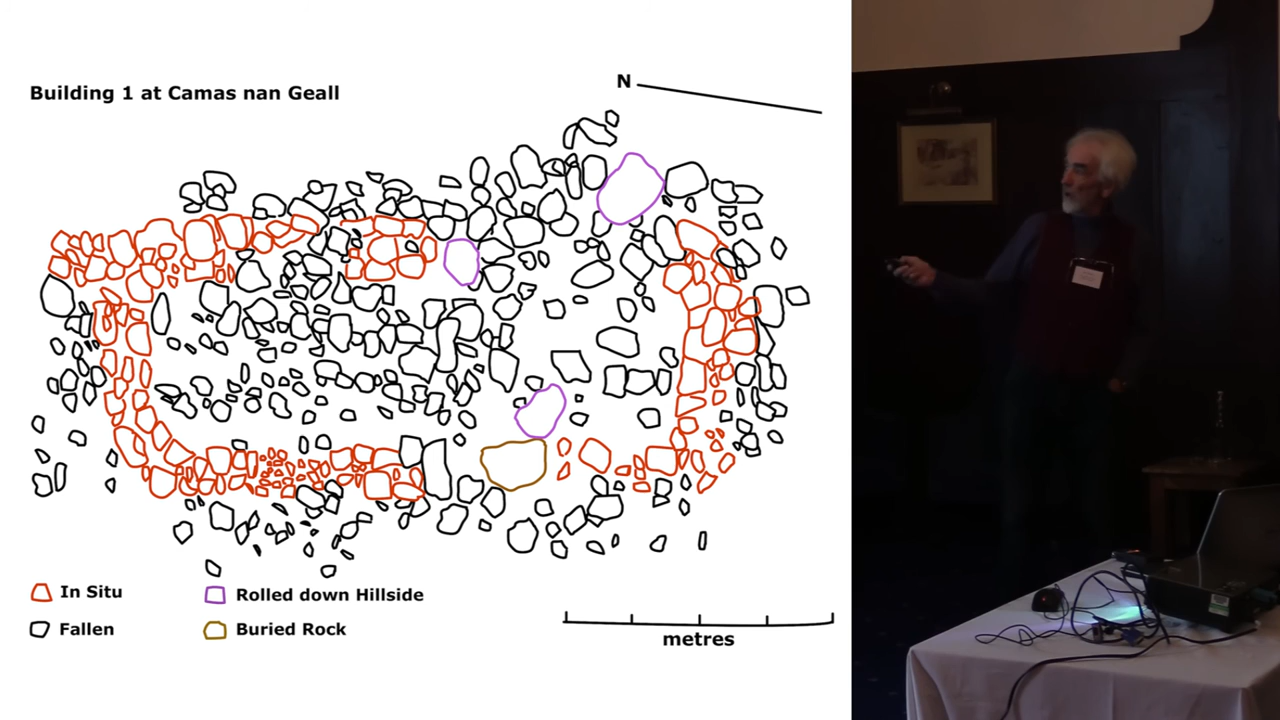 Building 1 at Camas nan Geall
N
In Situ
Rolled down Hillside
Fallen
Buried Rock
metres